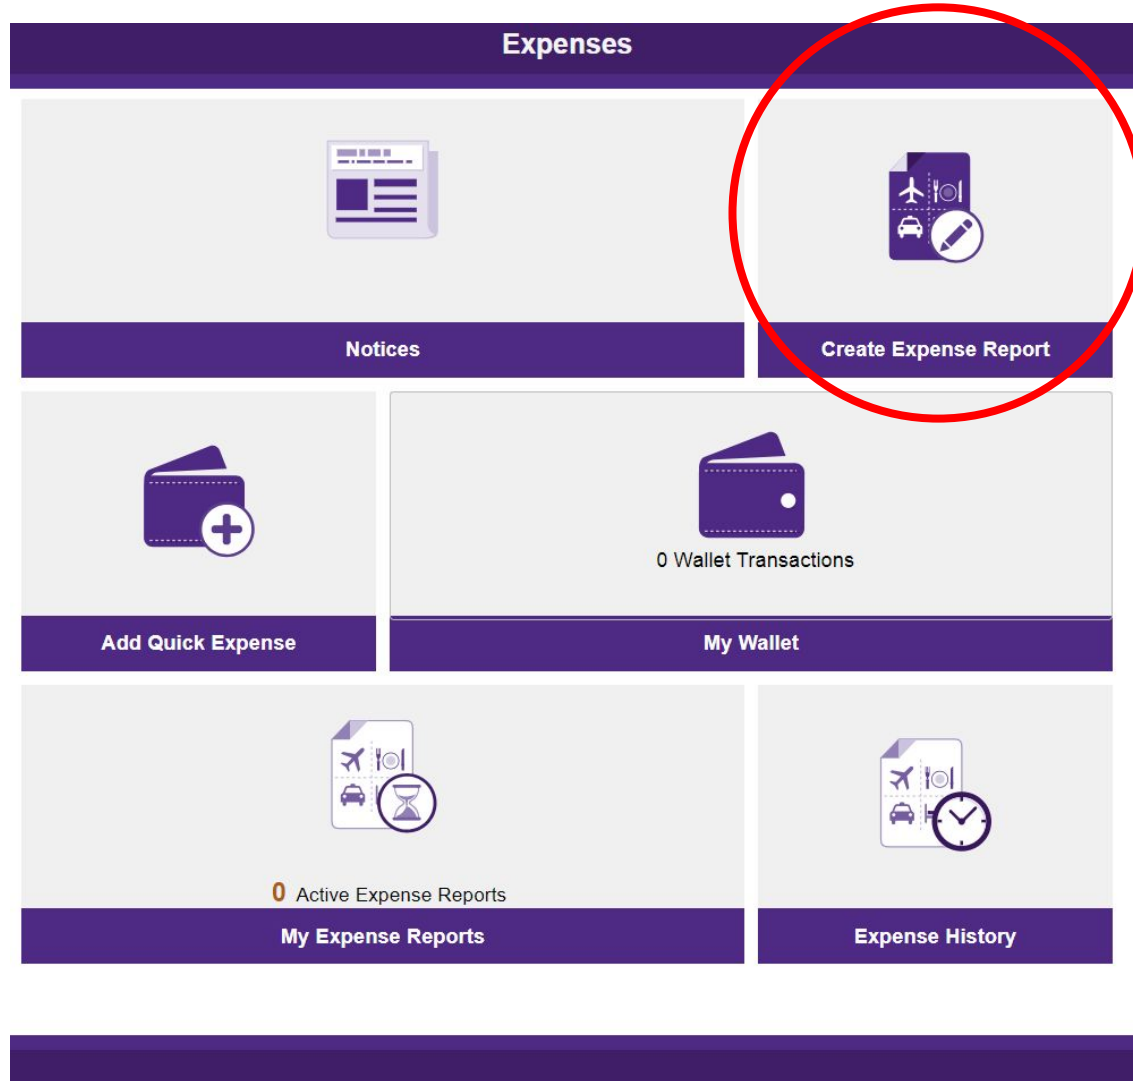 Expenses
Notices
Create Expense Report
0 Wallet Transactions
Add Quick Expense
My Wallet
0 Active Expense Reports
My Expense Reports
Expense History